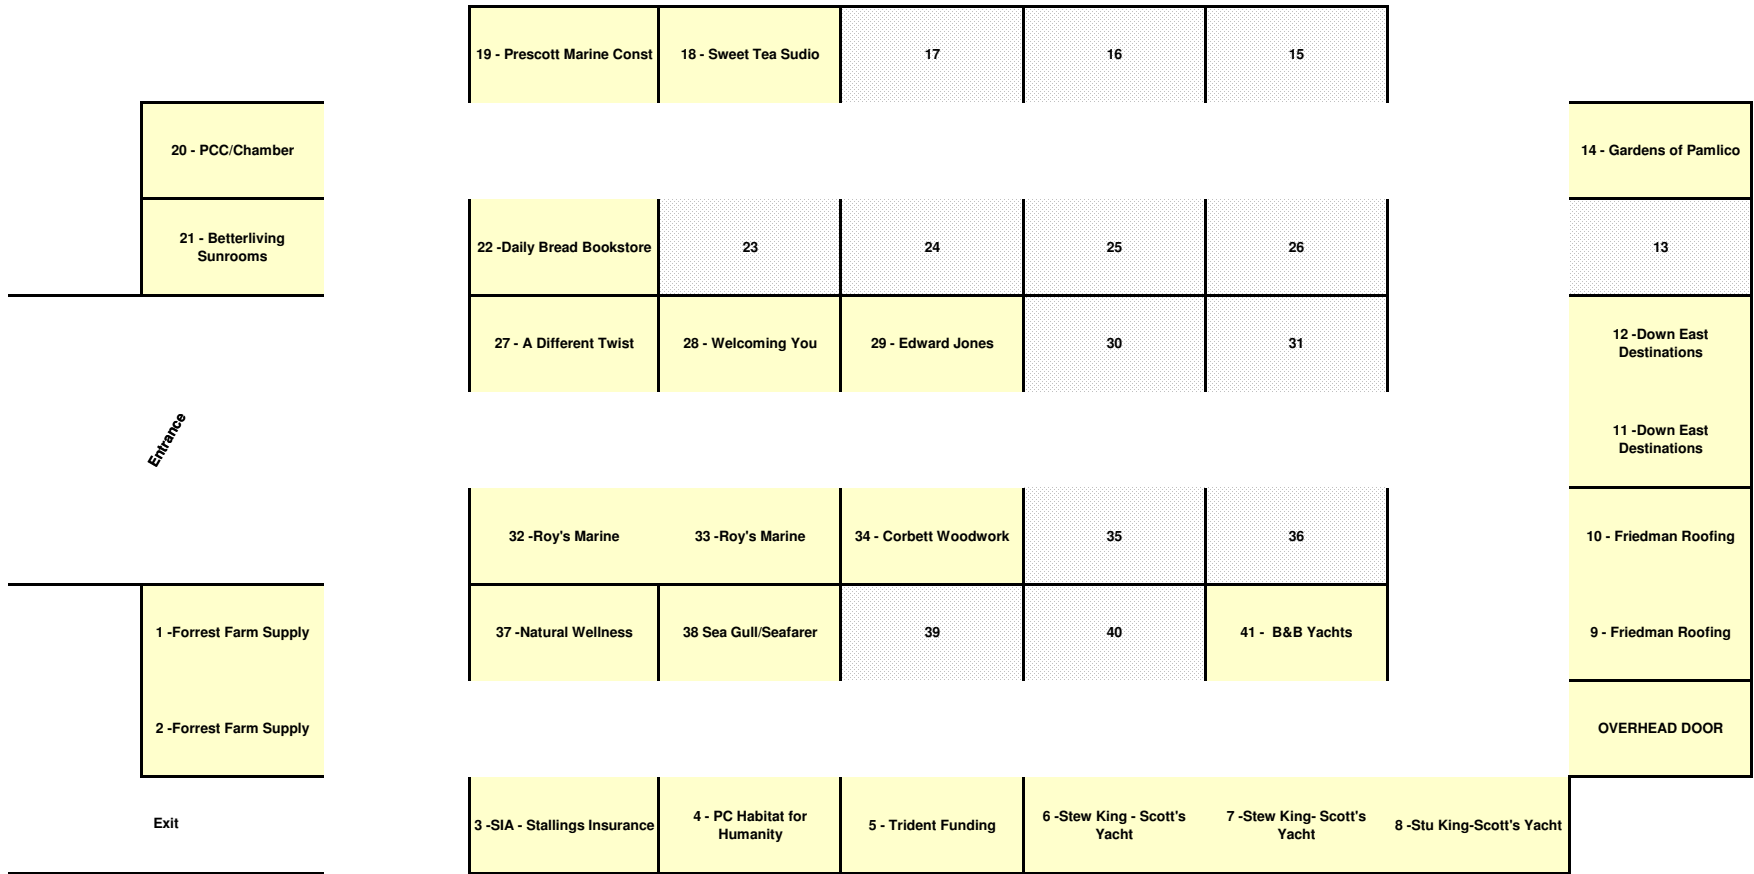 19 - Prescott Marine Const
18 - Sweet Tea Sudio
17
16
15
20 - PCC/Chamber
14 - Gardens of Pamlico
21 - Betterliving
Sunrooms
22 -Daily Bread Bookstore
23
24
25
26
13
27 - A Different Twist
28 - Welcoming You
29 - Edward Jones
30
31
12 -Down East
Destinations
Entrance
11 -Down East
Destinations
32 -Roy's Marine
33 -Roy's Marine
34 - Corbett Woodwork
35
36
10 - Friedman Roofing
1 -Forrest Farm Supply
37 -Natural Wellness
38 Sea Gull/Seafarer
39
40
41 - B&B Yachts
9 - Friedman Roofing
2 -Forrest Farm Supply
OVERHEAD DOOR
Exit
3 -SIA - Stallings Insurance
4 - PC Habitat for
Humanity
5 - Trident Funding
6 -Stew King - Scott's
Yacht
7 -Stew King- Scott's
Yacht
8 -Stu King-Scott's Yacht